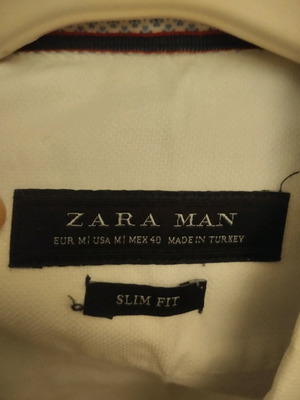 ZARA MAN
EUR M | USA M | MEX 40 MADE IN TURKEY
SLIM FIT